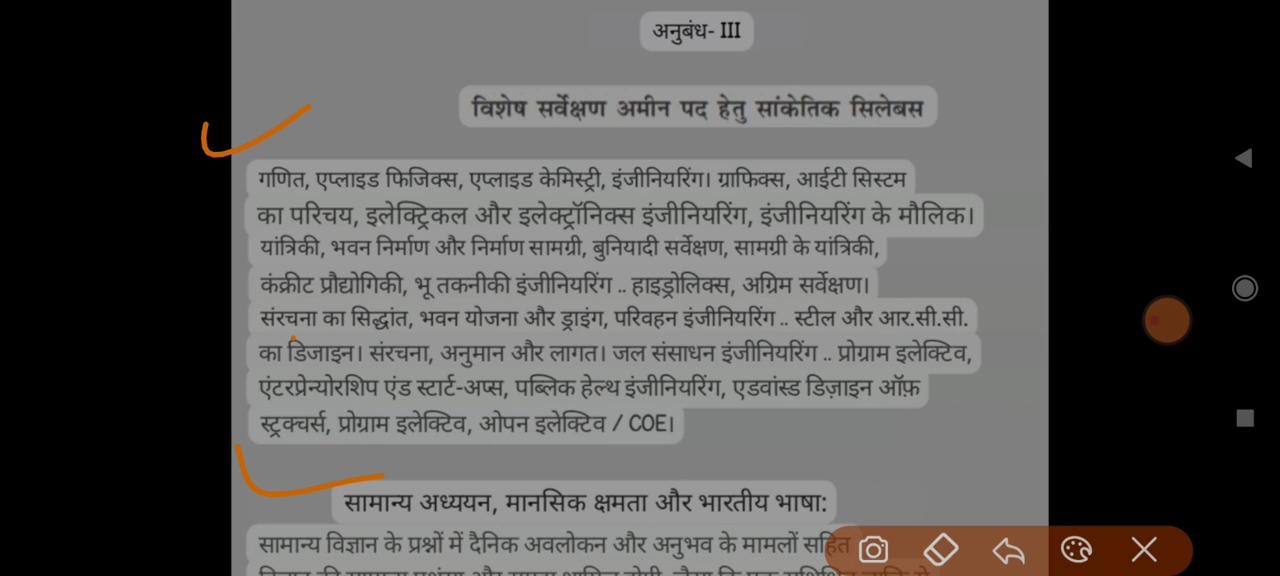 अनुबंध- III
विशेष सर्वेक्षण अमीन पद हेतु सांकेतिक सिलेबस
गणित, एप्लाइड फिजिक्स, एप्लाइड केमिस्ट्री, इंजीनियरिंग। ग्राफिक्स, आईटी सिस्टम
का परिचय, इलेक्ट्रिकल और इलेक्ट्रॉनिक्स इंजीनियरिंग, इंजीनियरिंग के मौलिक।
यांत्रिकी, भवन निर्माण और निर्माण सामग्री, बुनियादी सर्वेक्षण, सामग्री के यांत्रिकी,
कंक्रीट प्रौद्योगिकी, भू तकनीकी इंजीनियरिंग .. हाइड्रोलिक्स, अग्रिम सर्वेक्षण।
संरचना का सिद्धांत, भवन योजना और ड्राइंग, परिवहन इंजीनियरिंग .. स्टील और आर.सी.सी.
का डिजाइन। संरचना, अनुमान और लागत। जल संसाधन इंजीनियरिंग .. प्रोग्राम इलेक्टिव,
एंटरप्रेन्योरशिप एंड स्टार्ट-अप्स, पब्लिक हेल्थ इंजीनियरिंग, एडवांस्ड डिज़ाइन ऑफ़
स्ट्रक्चर्स, प्रोग्राम इलेक्टिव, ओपन इलेक्टिव / COE।
सामान्य अध्ययन, मानसिक क्षमता और भारतीय भाषा:
सामान्य विज्ञान के प्रश्नों में दैनिक अवलोकन और अनुभव के मामलों सहित